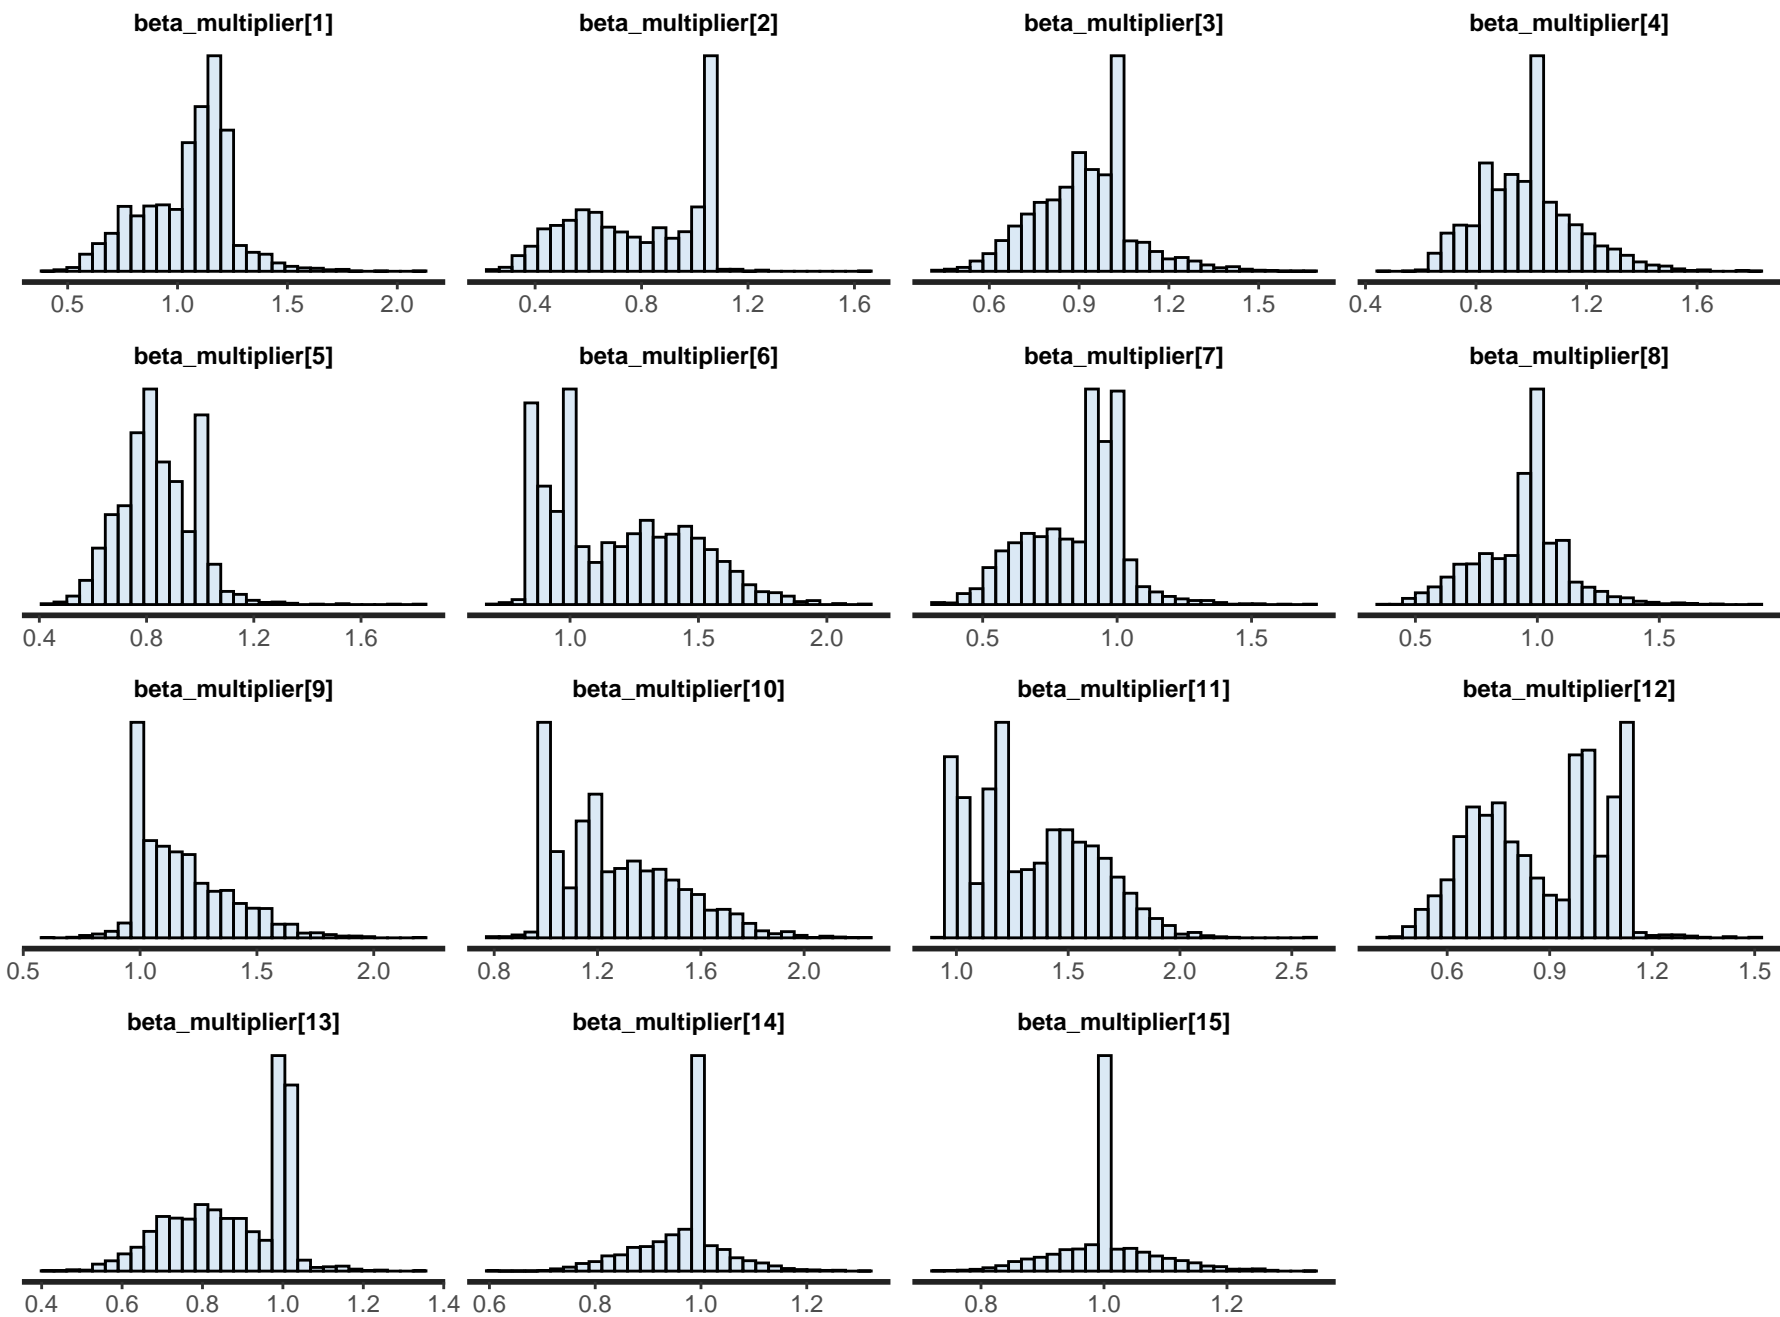 beta_multiplier[1] beta_multiplier[2] beta_multiplier[3] beta_multiplier[4]
0.5 1.0 1.5 2.0 0.4 0.8 1.2 1.6 0.6 0.9 1.2 1.5 0.4 0.8 1.2 1.6
beta_multiplier[5] beta_multiplier[6] beta_multiplier[7] beta_multiplier[8]
0.4 0.8 1.2 1.6 1.0 1.5 2.0 0.5 1.0 1.5 0.5 1.0 1.5
beta_multiplier[9] beta_multiplier[10] beta_multiplier[11] beta_multiplier[12]
0.5 1.0 1.5 2.0 0.8 1.2 1.6 2.0 1.0 1.5 2.0 2.5 0.6 0.9 1.2 1.5
beta_multiplier[13] beta_multiplier[14] beta_multiplier[15]
0.4 0.6 0.8 1.0 1.2 1.4 0.6 0.8 1.0 1.2 0.8 1.0 1.2